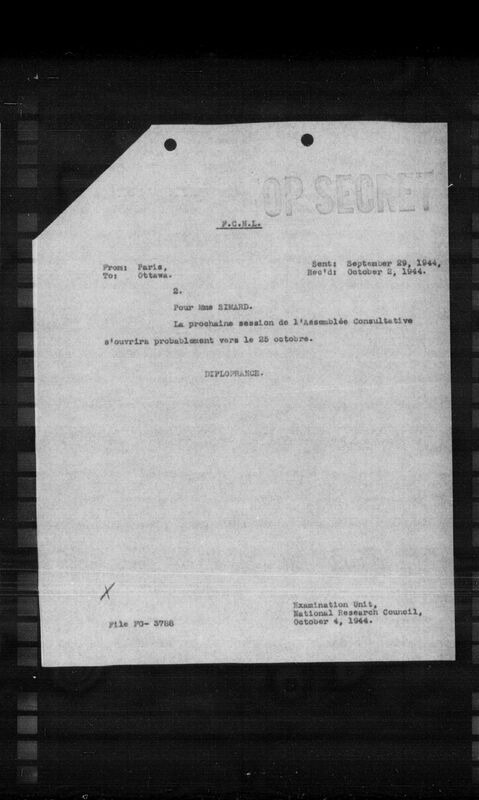 OP SECRET
F.C.N.L.
From: Paris,
To: Ottawa.
Sent: September 29, 1944,
Rec'd: October 2, 1944.
2.
Pour Mme SIMARD.
La prochaine session de l'Assemblée Consultative
s'ouvrira probablement vers le 25 octobre.
DIPLOFRANCE.
Examination Unit,
National Research Council,
October 4, 1944.
File FG- 3788